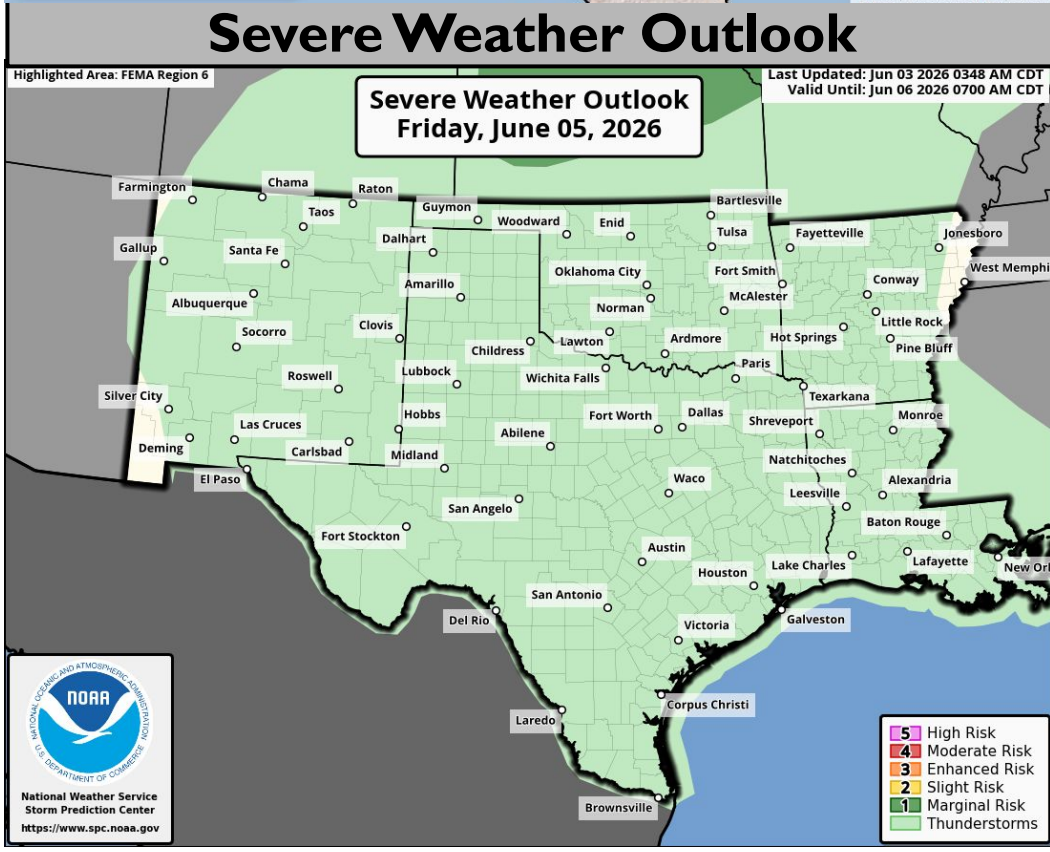 Severe Weather Outlook
Highlighted Area: FEMA Region 6
Last Updated: Jun 03 2026 0348 AM CDT
Valid Until: Jun 06 2026 0700 AM CDT
Severe Weather Outlook
Friday, June 05, 2026
Farmington
Chama
Raton
Taos
Guymon
Woodward
Enid
Bartlesville
Tulsa
Fayetteville
Jonesboro
Gallup
Santa Fe
Dalhart
Oklahoma City
Fort Smith
Conway
West Memphi
Albuquerque
Amarillo
Norman
McAlester
Little Rock
Socorro
Clovis
Childress
Lawton
Ardmore
Hot Springs
Pine Bluff
Roswell
Lubbock
Wichita Falls
Paris
Texarkana
Silver City
Las Cruces
Hobbs
Fort Worth
Dallas
Shreveport
Monroe
Deming
Carlsbad
Midland
Abilene
Natchitoches
El Paso
San Angelo
Waco
Leesville
Alexandria
Fort Stockton
Baton Rouge
Austin
Houston
Lake Charles
Lafayette
New Orl
Del Rio
San Antonio
Victoria
Galveston
Laredo
Corpus Christi
Brownsville
NATIONAL OCEANIC AND ATMOSPHERIC ADMINISTRATION
NOAA
U.S. DEPARTMENT OF COMMERCE
National Weather Service
Storm Prediction Center
https://www.spc.noaa.gov
5 High Risk
4 Moderate Risk
3 Enhanced Risk
2 Slight Risk
1 Marginal Risk
Thunderstorms